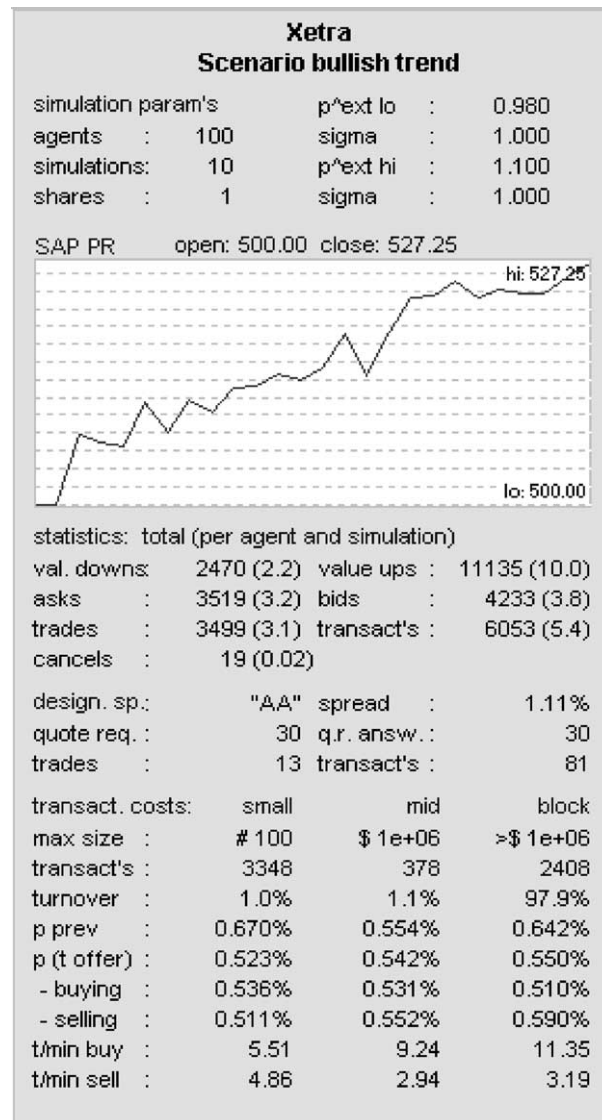 Xetra
Scenario bullish trend
simulation param's p^ext lo : 0.980
agents : 100 sigma : 1.000
simulations: 10 p^ext hi : 1.100
shares : 1 sigma : 1.000
SAP PR open: 500.00 close: 527.25
hi: 527.25
lo: 500.00
statistics: total (per agent and simulation)
val. downs: 2470 (2.2) value ups : 11135 (10.0)
asks : 3519 (3.2) bids : 4233 (3.8)
trades : 3499 (3.1) transact's : 6053 (5.4)
cancels : 19 (0.02)
design. sp.: "AA" spread : 1.11%
quote req. : 30 q.r. answ. : 30
trades : 13 transact's : 81
transact. costs: small mid block
max size : # 100 $ 1e+06 >$ 1e+06
transact's : 3348 378 2408
turnover : 1.0% 1.1% 97.9%
p prev : 0.670% 0.554% 0.642%
p (t offer) : 0.523% 0.542% 0.550%
- buying : 0.536% 0.531% 0.510%
- selling : 0.511% 0.552% 0.590%
t/min buy : 5.51 9.24 11.35
t/min sell : 4.86 2.94 3.19